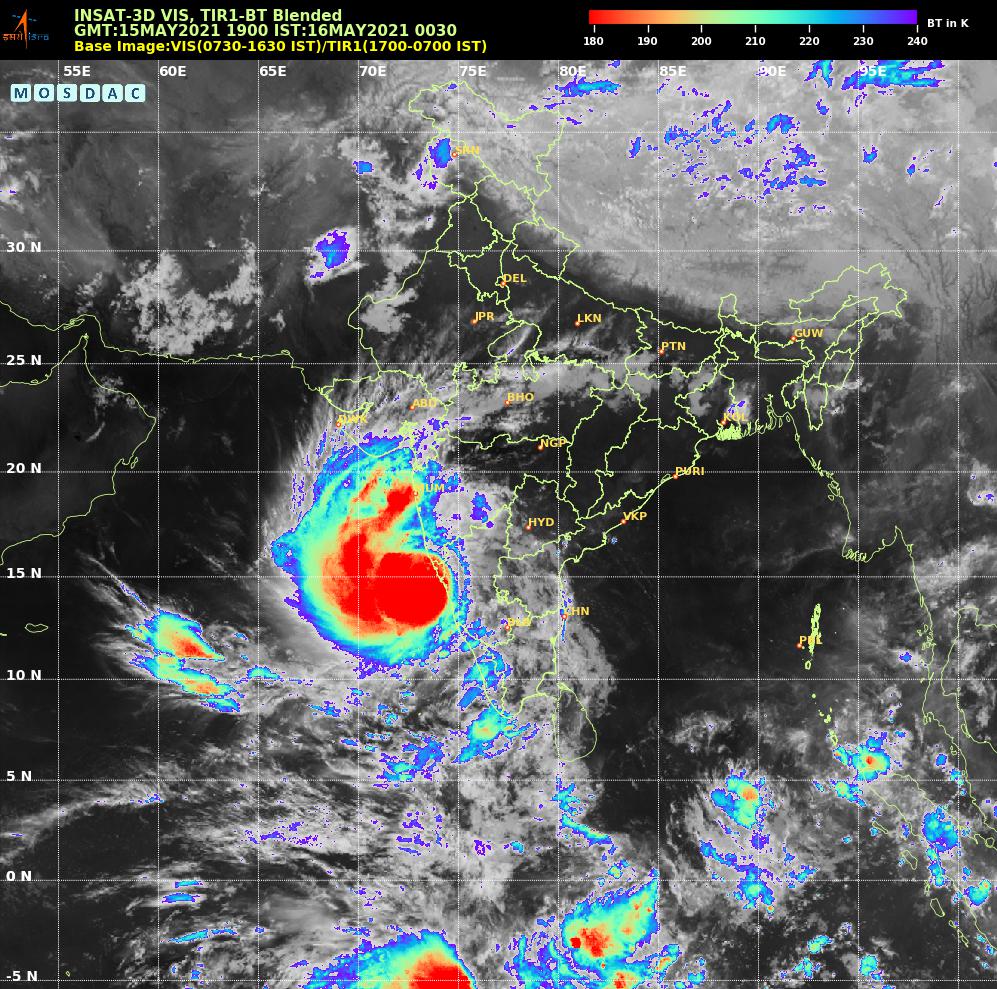 INSAT-3D VIS, TIR1-BT Blended
GMT:15MAY2021 1900 IST:16MAY2021 0030
Base Image:VIS(0730-1630 IST)/TIR1(1700-0700 IST)
BT in K
180 190 200 210 220 230 240
55E 60E 65E 70E 75E 80E 85E 90E 95E
MOSDAC
SRN
30 N
DEL
JPR LKN
GUW
PTN
25 N
ABD BHO
DWK KOL
NGP
20 N PURI
HYD VKP
15 N
CHN
BLR
PBL
10 N
5 N
0 N
-5 N